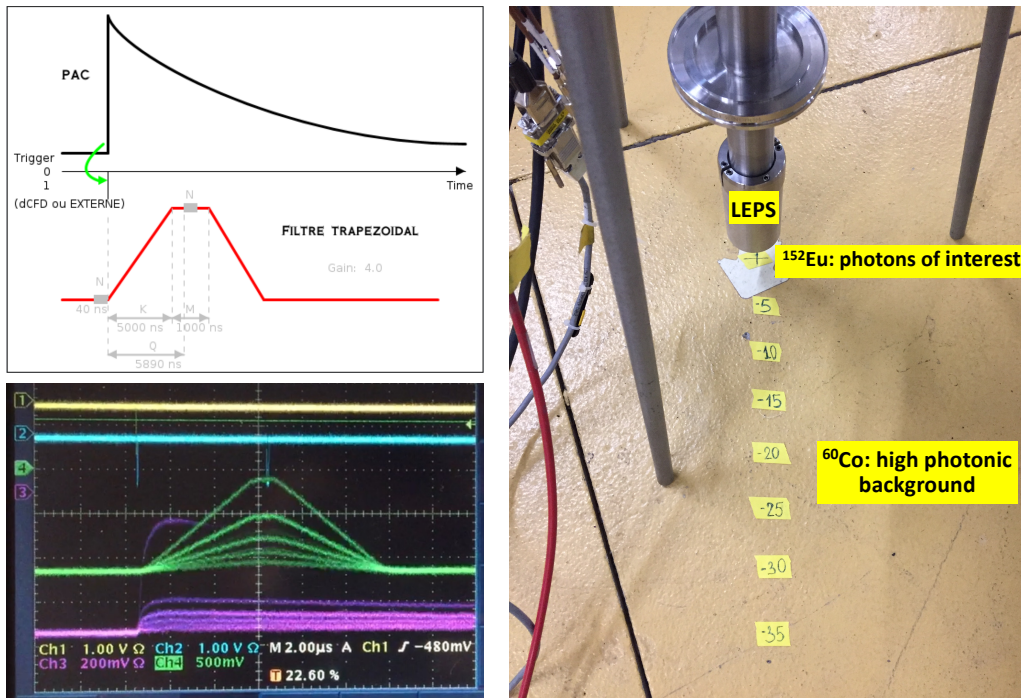 PAC
Trigger
0
1
Time
(dCFD ou EXTERNE)
N
FILTRE TRAPEZOIDAL
Gain: 4.0
N
40 ns
K
M
5000 ns
1000 ns
Q
5890 ns
1
2
4
3
Ch1 1.00 V Ω Ch2 1.00 V Ω M 2.00µs A Ch1 ʃ -480mV
Ch3 200mV Ω Ch4 500mV
T 22.60 %
LEPS
¹⁵²Eu: photons of interest
-5
-10
-15
-20
⁶⁰Co: high photonic
background
-25
-30
-35